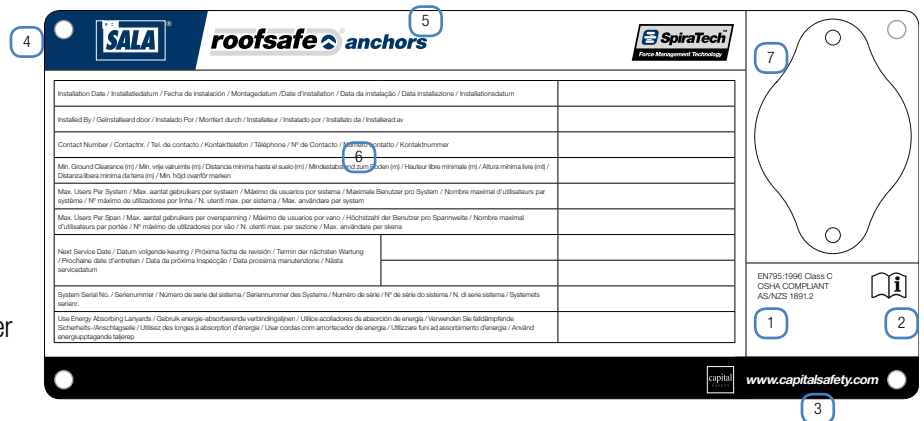 5
4
SALA®
roofsafe anchors
SpiraTech™
Force Management Technology
7
Installation Date / Installatiedatum / Fecha de instalación / Montagedatum /Date d'installation / Data da instalação / Data installazione / Installationsdatum
Installed By / Geïnstalleerd door / Instalado Por / Montiert durch / Installateur / Instalado por / Installato da / Installerad av
Contact Number / Contactnr. / Tel. de contacto / Kontakttelefon / Téléphone / Nº de Contacto / Numero contatto / Kontaktnummer
6
Min. Ground Clearance (m) / Min. vrije valruimte (m) / Distancia mínima hasta el suelo (m) / Mindestabstand zum Boden (m) / Hauteur libre minimale (m) / Altura mínima livre (mt) /
Distanza libera minima da terra (m) / Min. höjd ovanför marken
Max. Users Per System / Max. aantal gebruikers per systeem / Máximo de usuarios por sistema / Maximale Benutzer pro System / Nombre maximal d'utilisateurs par
système / Nº máximo de utilizadores por linha / N. utenti max. per sistema / Max. användare per system
Max. Users Per Span / Max. aantal gebruikers per overspanning / Máximo de usuarios por vano / Höchstzahl der Benutzer pro Spannweite / Nombre maximal
d'utilisateurs par portée / Nº máximo de utilizadores por vão / N. utenti max. per sezione / Max. användare per skena
Next Service Date / Datum volgende keuring / Próxima fecha de revisión / Termin der nächsten Wartung
/ Prochaine date d'entretien / Data da próxima Inspecção / Data prossima manutenzione / Nästa
servicedatum
System Serial No. / Serienummer / Número de serie del sistema / Seriennummer des Systems / Numéro de série / Nº de série do sistema / N. di serie sistema / Systemets
serienr.
Use Energy Absorbing Lanyards / Gebruik energie-absorberende verbindingslijnen / Utilice acolladores de absorción de energía / Verwenden Sie falldämpfende
Sicherheits-/Anschlagseile / Utilisez des longes à absorption d'énergie / Usar cordas com amortecedor de energia / Utilizzare funi ad assorbimento d'energia / Använd
energiupptagande taljerep
EN795:1996 Class C
OSHA COMPLIANT
AS/NZS 1891.2
i
1
2
er
capital
SAFETY
www.capitalsafety.com
3